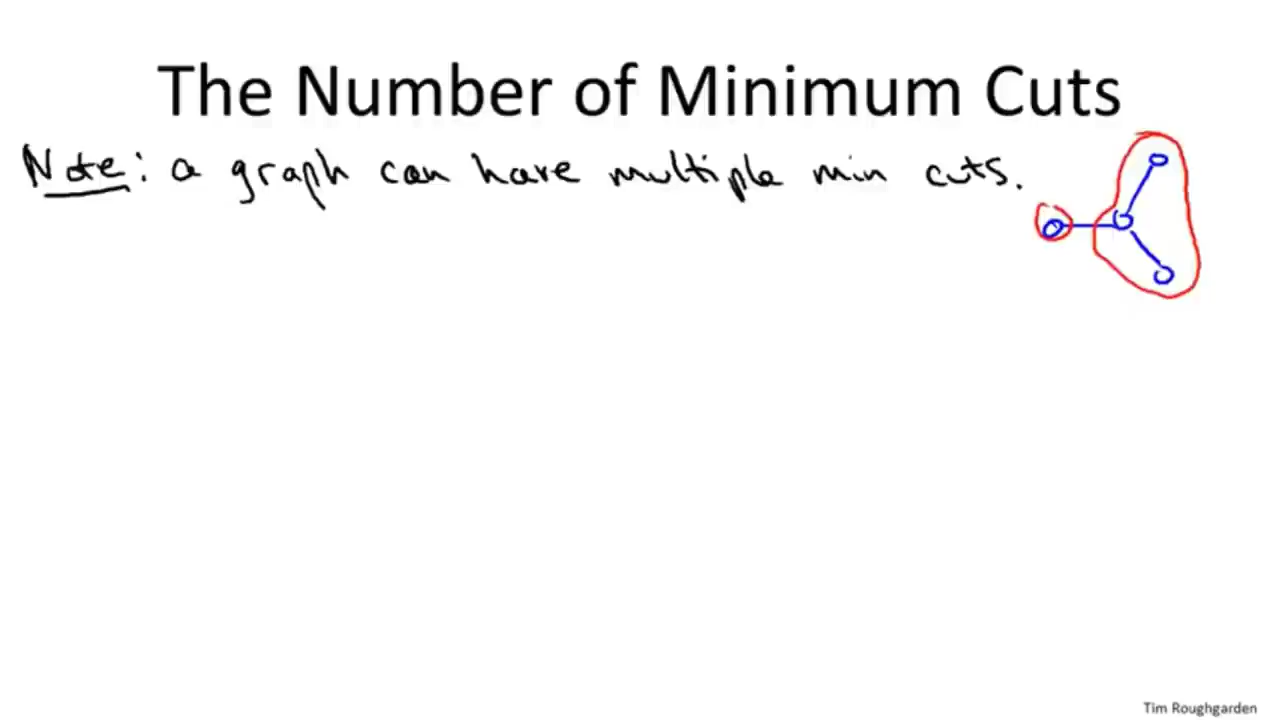 The Number of Minimum Cuts
Note: a graph can have multiple min cuts.
Tim Roughgarden